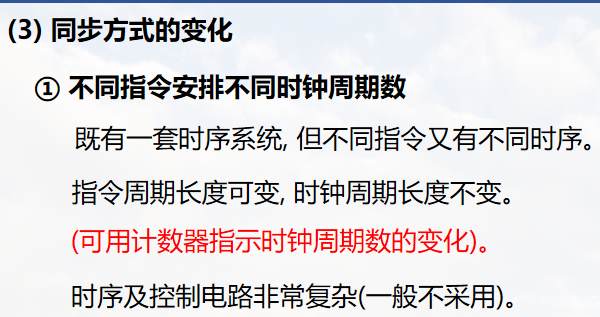 (3) 同步方式的变化
① 不同指令安排不同时钟周期数
既有一套时序系统, 但不同指令又有不同时序。
指令周期长度可变, 时钟周期长度不变。
(可用计数器指示时钟周期数的变化)。
时序及控制电路非常复杂(一般不采用)。